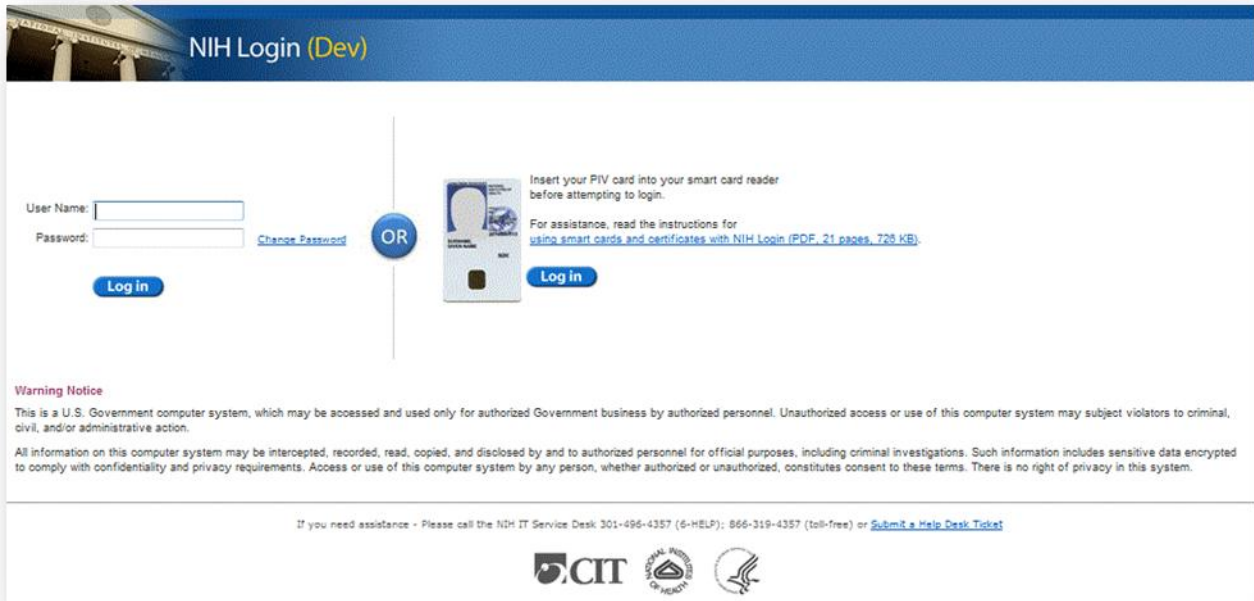 NIH Login (Dev)
User Name:
Password:
Change Password
Log in
OR
Insert your PIV card into your smart card reader
before attempting to login.
For assistance, read the instructions for
using smart cards and certificates with NIH Login (PDF, 21 pages, 726 KB).
Log in
Warning Notice
This is a U.S. Government computer system, which may be accessed and used only for authorized Government business by authorized personnel. Unauthorized access or use of this computer system may subject violators to criminal,
civil, and/or administrative action.
All information on this computer system may be intercepted, recorded, read, copied, and disclosed by and to authorized personnel for official purposes, including criminal investigations. Such information includes sensitive data encrypted
to comply with confidentiality and privacy requirements. Access or use of this computer system by any person, whether authorized or unauthorized, constitutes consent to these terms. There is no right of privacy in this system.
If you need assistance - Please call the NIH IT Service Desk 301-496-4357 (6-HELP); 866-319-4357 (toll-free) or Submit a Help Desk Ticket
CIT
NATIONAL INSTITUTES
OF HEALTH